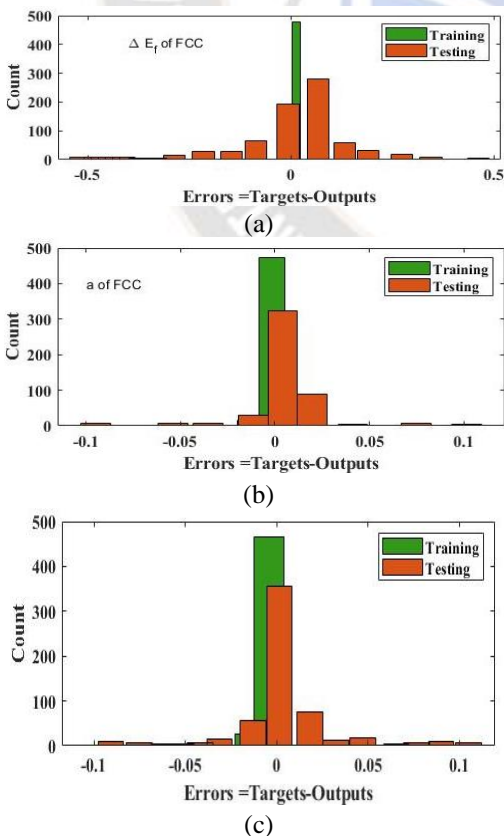 500
Δ E_f of FCC
Training
Testing
400
300
200
100
0
Count
-0.5 0 0.5
Errors =Targets-Outputs
(a)
500
a of FCC
Training
Testing
400
300
200
100
0
Count
-0.1 -0.05 0 0.05 0.1
Errors =Targets-Outputs
(b)
500
Training
Testing
400
300
200
100
0
Count
-0.1 -0.05 0 0.05 0.1
Errors =Targets-Outputs
(c)